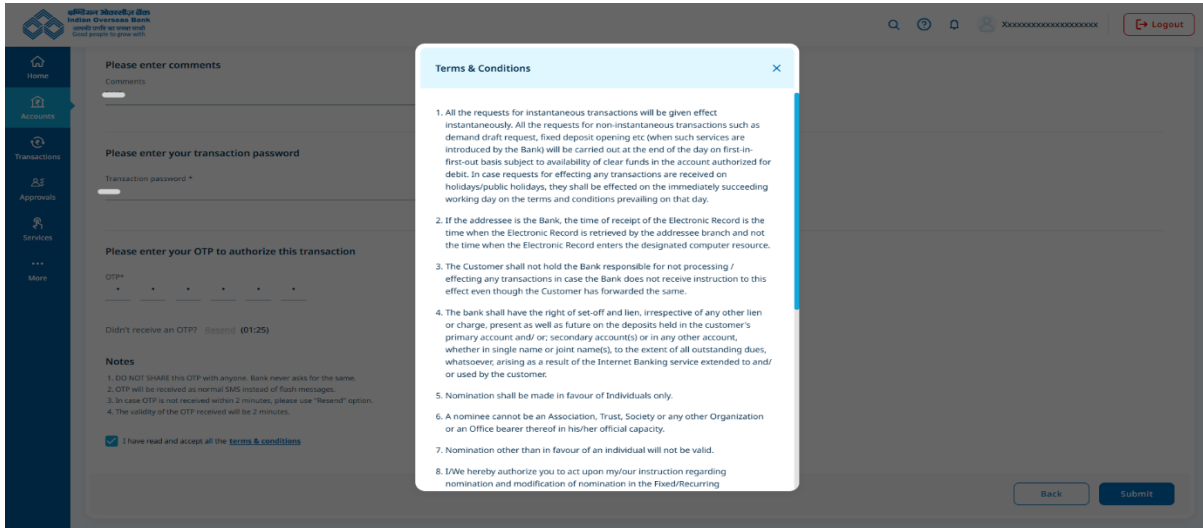 इण्डियन ओवरसीज़ बैंक
Indian Overseas Bank
आपकी प्रगति का सच्चा साथी
Good people to grow with
Xxxxxxxxxxxxxxxxxxxx
Logout
Home
Accounts
Transactions
Approvals
Services
More
Please enter comments
Comments
Please enter your transaction password
Transaction password *
Please enter your OTP to authorize this transaction
OTP*
Didn't receive an OTP? Resend (01:25)
Notes
1. DO NOT SHARE this OTP with anyone. Bank never asks for the same.
2. OTP will be received as normal SMS instead of flash messages.
3. In case OTP is not received within 2 minutes, please use "Resend" option.
4. The validity of the OTP received will be 2 minutes.
I have read and accept all the terms & conditions
Back
Submit
Terms & Conditions
1. All the requests for instantaneous transactions will be given effect
instantaneously. All the requests for non-instantaneous transactions such as
demand draft request, fixed deposit opening etc (when such services are
introduced by the Bank) will be carried out at the end of the day on first-in-
first-out basis subject to availability of clear funds in the account authorized for
debit. In case requests for effecting any transactions are received on
holidays/public holidays, they shall be effected on the immediately succeeding
working day on the terms and conditions prevailing on that day.
2. If the addressee is the Bank, the time of receipt of the Electronic Record is the
time when the Electronic Record is retrieved by the addressee branch and not
the time when the Electronic Record enters the designated computer resource.
3. The Customer shall not hold the Bank responsible for not processing /
effecting any transactions in case the Bank does not receive instruction to this
effect even though the Customer has forwarded the same.
4. The bank shall have the right of set-off and lien, irrespective of any other lien
or charge, present as well as future on the deposits held in the customer's
primary account and/ or; secondary account(s) or in any other account,
whether in single name or joint name(s), to the extent of all outstanding dues,
whatsoever, arising as a result of the Internet Banking service extended to and/
or used by the customer.
5. Nomination shall be made in favour of Individuals only.
6. A nominee cannot be an Association, Trust, Society or any other Organization
or an Office bearer thereof in his/her official capacity.
7. Nomination other than in favour of an individual will not be valid.
8. I/We hereby authorize you to act upon my/our instruction regarding
nomination and modification of nomination in the Fixed/Recurring